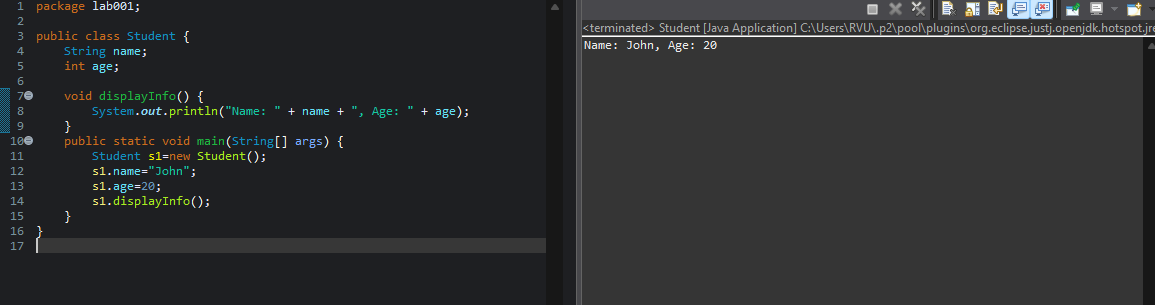 1 package lab001;
2
3 public class Student {
4     String name;
5     int age;
6
7     void displayInfo() {
8         System.out.println("Name: " + name + ", Age: " + age);
9     }
10     public static void main(String[] args) {
11         Student s1=new Student();
12         s1.name="John";
13         s1.age=20;
14         s1.displayInfo();
15     }
16 }
17
<terminated> Student [Java Application] C:\Users\RVU\.p2\pool\plugins\org.eclipse.justj.openjdk.hotspot.jre
Name: John, Age: 20